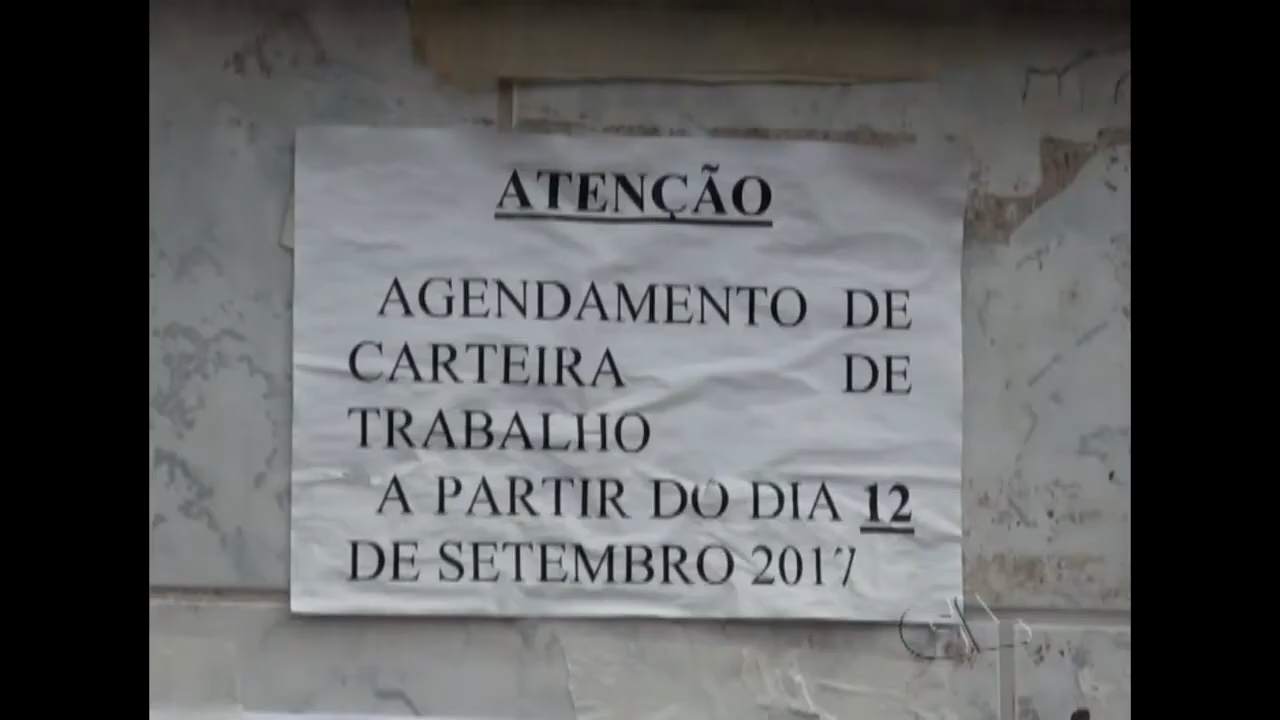 ATENÇÃO
AGENDAMENTO DE
CARTEIRA DE
TRABALHO
A PARTIR DO DIA 12
DE SETEMBRO 2017